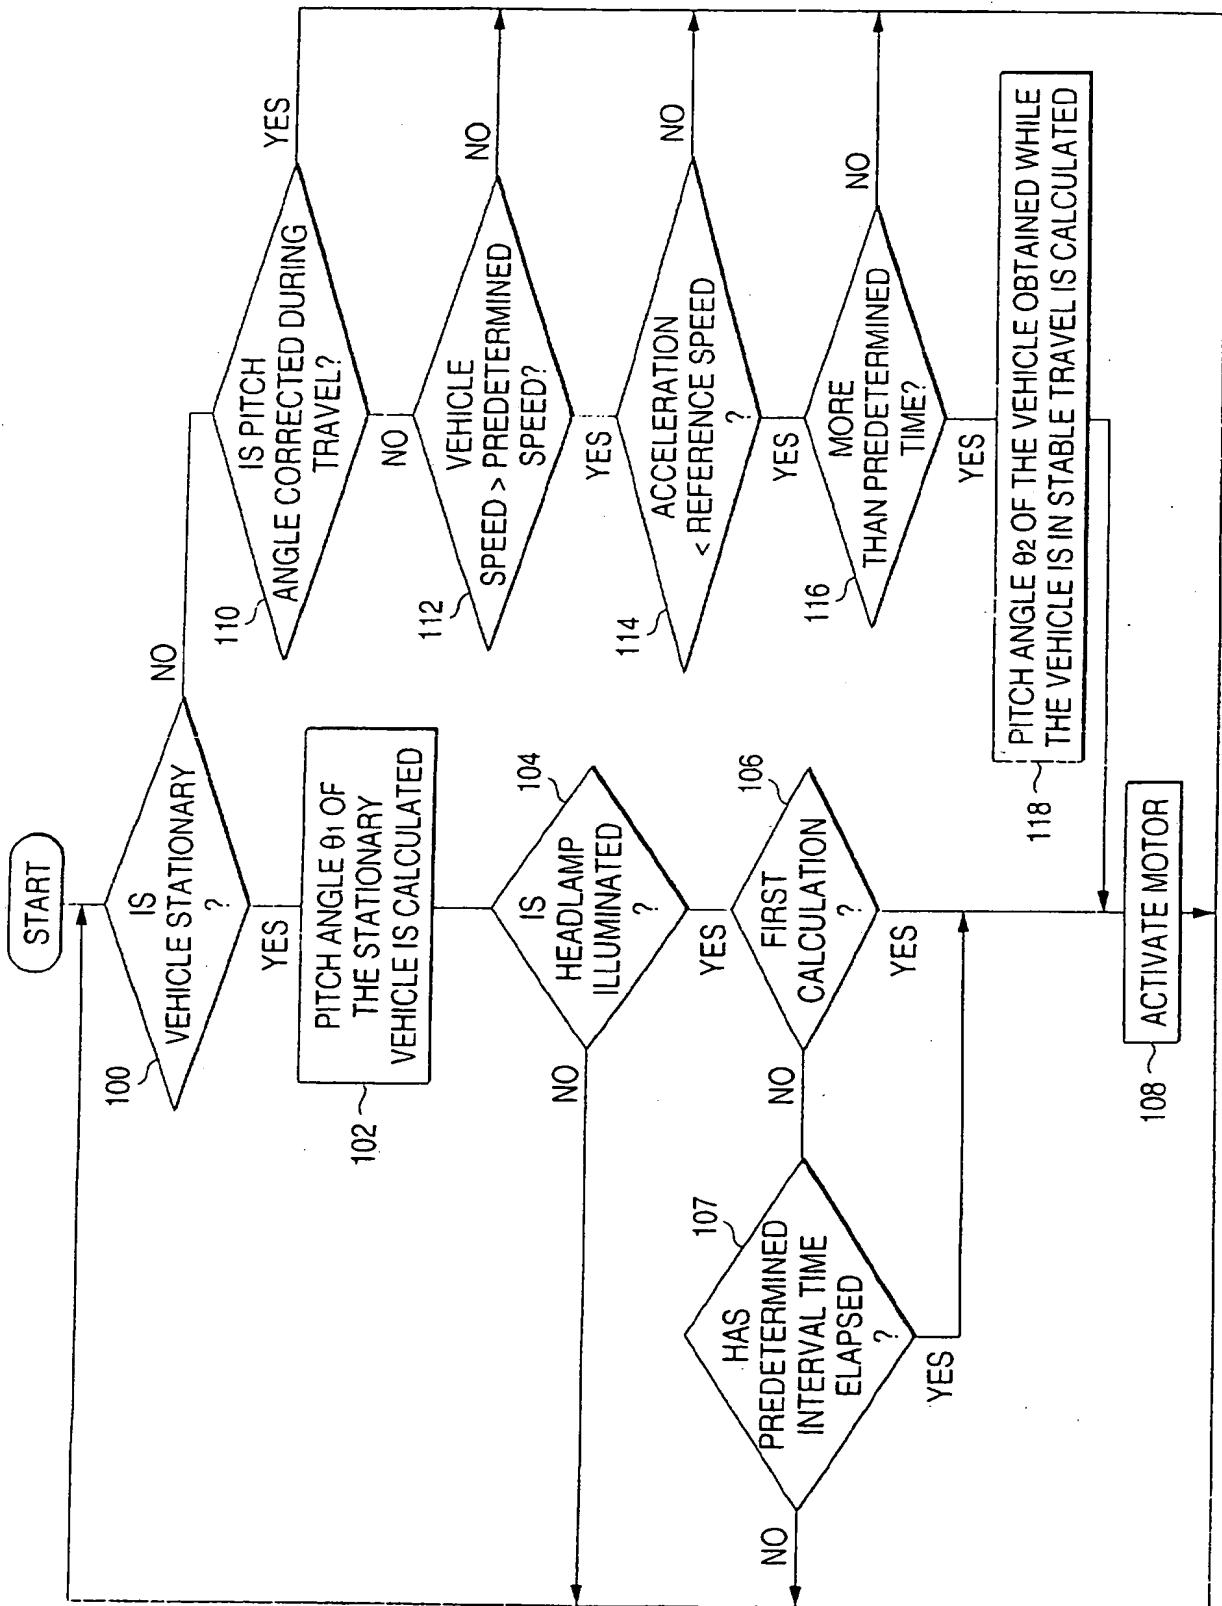 START
IS
VEHICLE STATIONARY
?
100
NO
YES
PITCH ANGLE θ1 OF
THE STATIONARY
VEHICLE IS CALCULATED
102
IS
HEADLAMP
ILLUMINATED
?
104
NO
YES
FIRST
CALCULATION
?
106
NO
YES
HAS
PREDETERMINED
INTERVAL TIME
ELAPSED
?
107
NO
YES
ACTIVATE MOTOR
108
IS PITCH
ANGLE CORRECTED DURING
TRAVEL?
110
YES
NO
VEHICLE
SPEED > PREDETERMINED
SPEED?
112
NO
YES
ACCELERATION
< REFERENCE SPEED
?
114
NO
YES
MORE
THAN PREDETERMINED
TIME?
116
NO
YES
PITCH ANGLE θ2 OF THE VEHICLE OBTAINED WHILE
THE VEHICLE IS IN STABLE TRAVEL IS CALCULATED
118